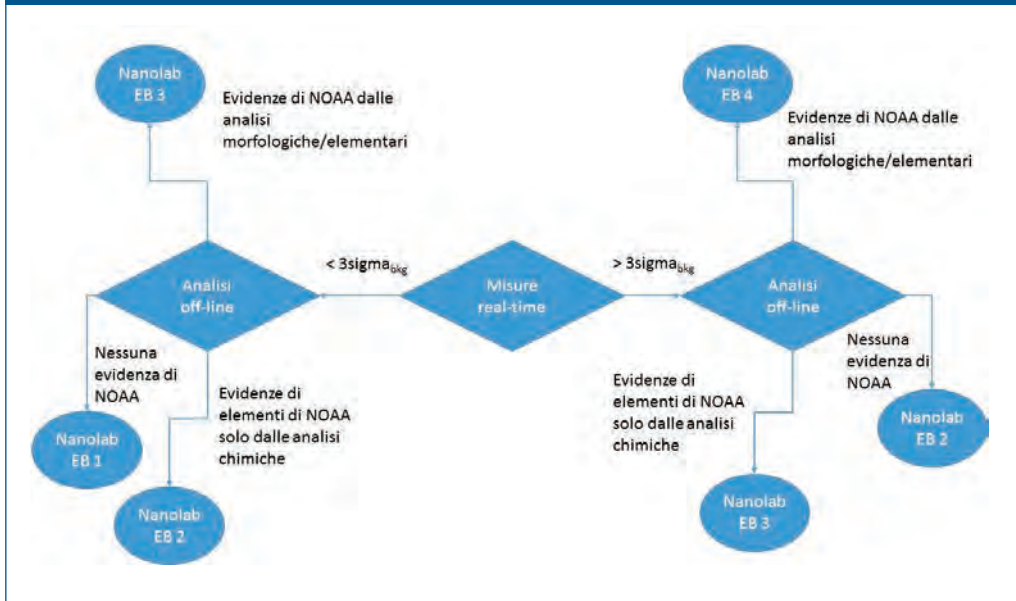 Nanolab
EB 3
Evidenze di NOAA dalle
analisi
morfologiche/elementari
Nanolab
EB 4
Evidenze di NOAA dalle
analisi
morfologiche/elementari
Analisi
off-line
< 3sigmabkg
Misure
real-time
> 3sigmabkg
Analisi
off-line
Nessuna
evidenza di
NOAA
Nanolab
EB 1
Evidenze di
elementi di NOAA
solo dalle analisi
chimiche
Nanolab
EB 2
Evidenze di
elementi di NOAA
solo dalle analisi
chimiche
Nanolab
EB 3
Nessuna
evidenza di
NOAA
Nanolab
EB 2